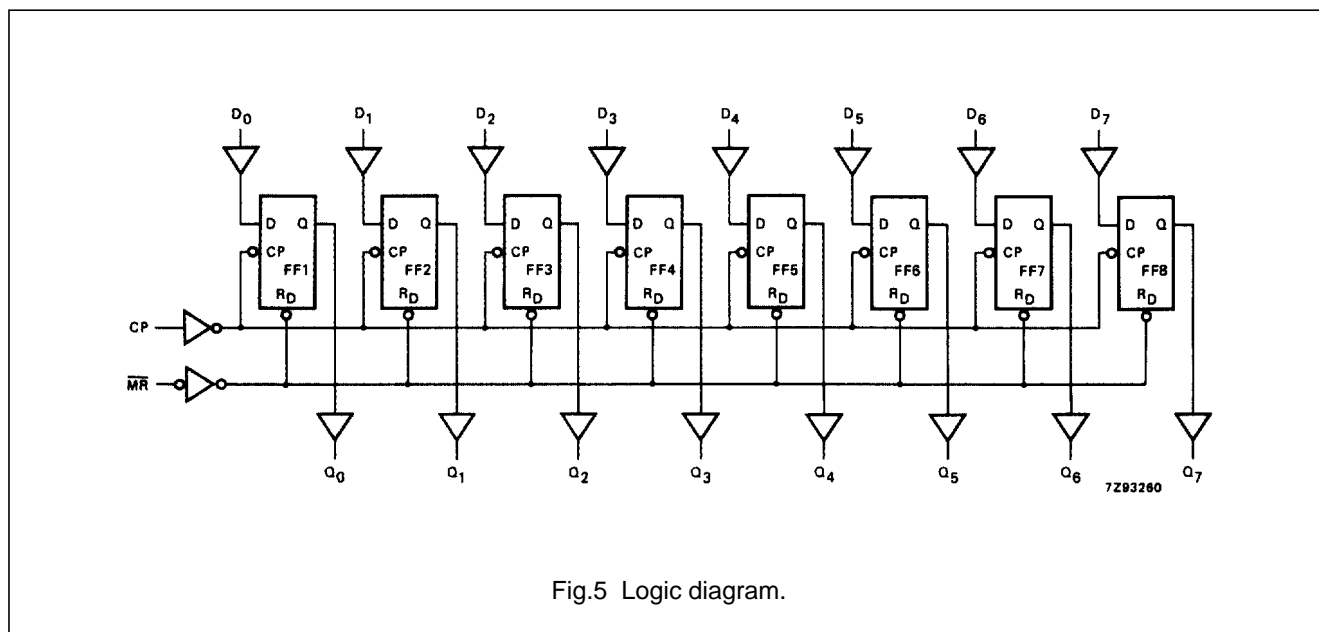 D0 D1 D2 D3 D4 D5 D6 D7
D Q D Q D Q D Q D Q D Q D Q D Q
CP CP CP CP CP CP CP CP
FF1 FF2 FF3 FF4 FF5 FF6 FF7 FF8
RD RD RD RD RD RD RD RD
CP
MR
Q0 Q1 Q2 Q3 Q4 Q5 Q6 Q7
7Z93260
Fig.5 Logic diagram.